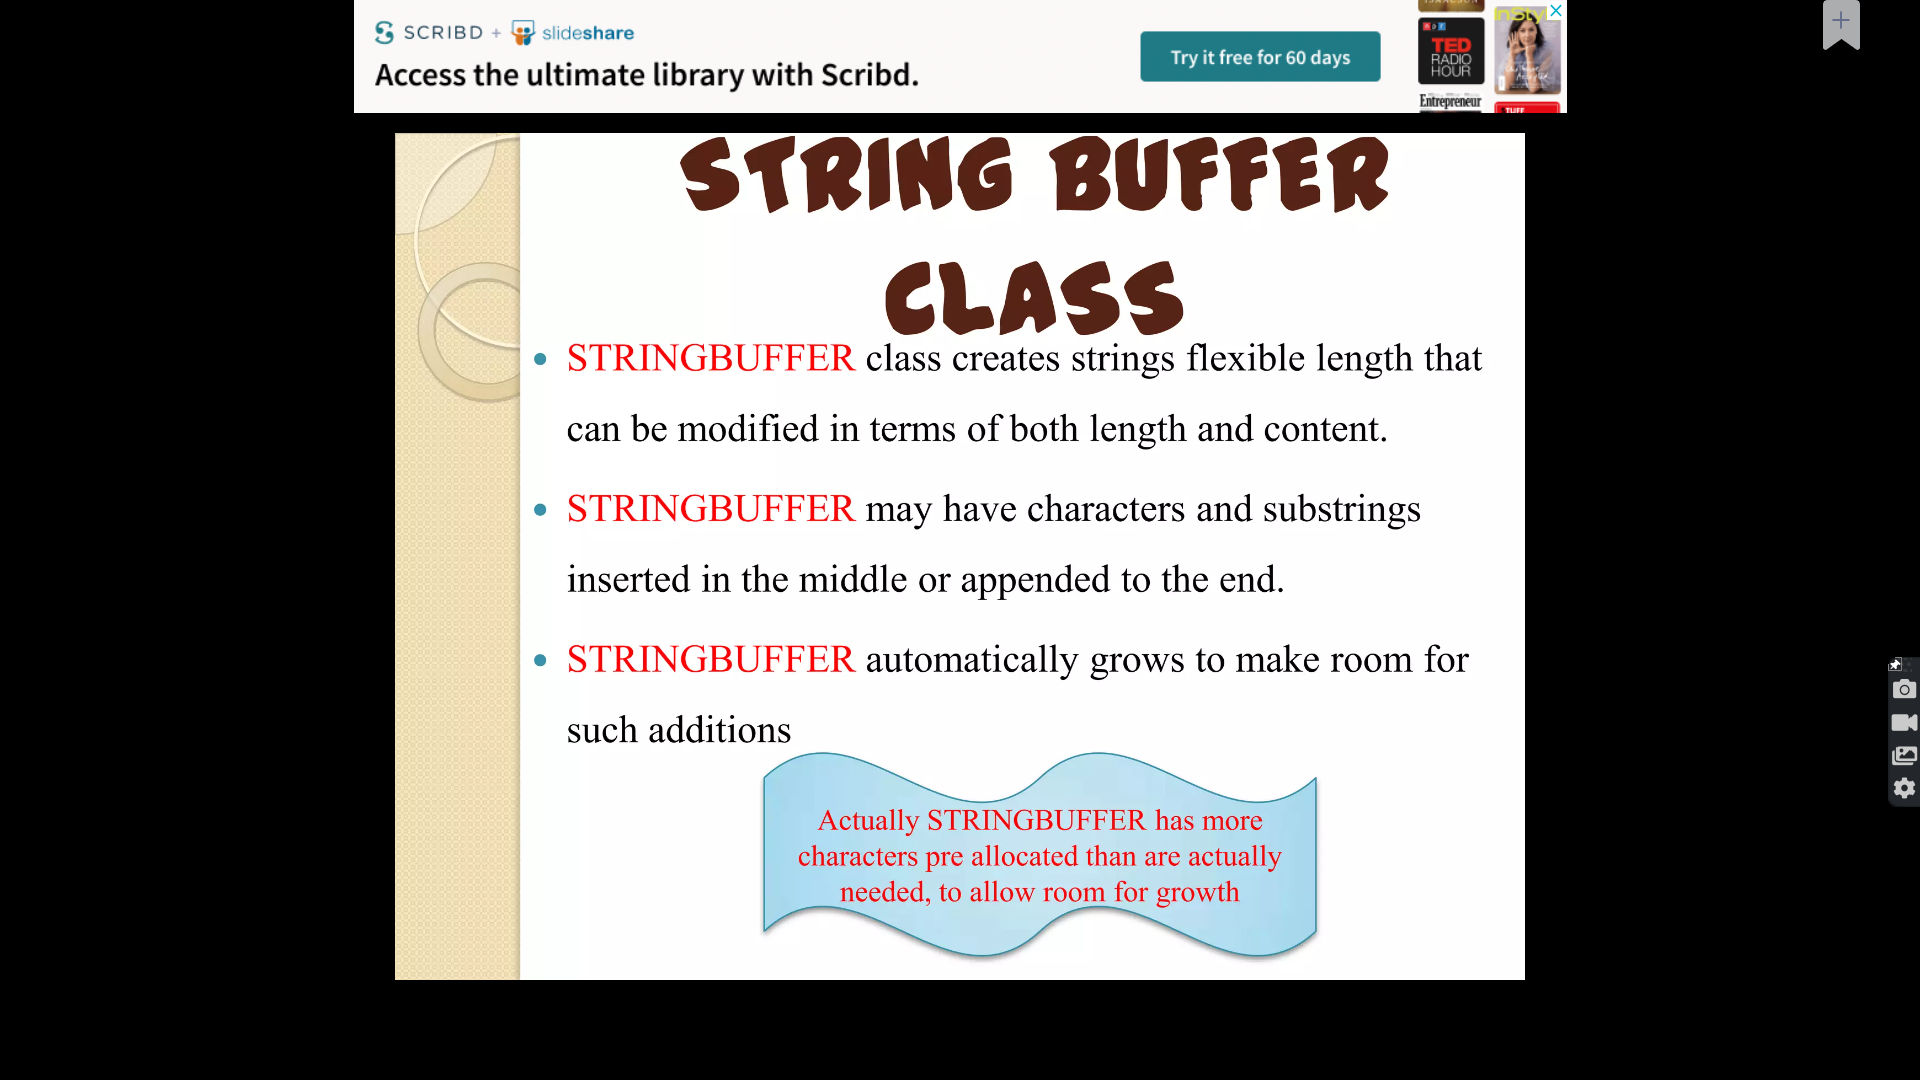 SCRIBD + slideshare
Access the ultimate library with Scribd.
Try it free for 60 days
TED
RADIO
HOUR
InStyl
Entrepreneur
STRING BUFFER
CLASS
• STRINGBUFFER class creates strings flexible length that
can be modified in terms of both length and content.
• STRINGBUFFER may have characters and substrings
inserted in the middle or appended to the end.
• STRINGBUFFER automatically grows to make room for
such additions
Actually STRINGBUFFER has more
characters pre allocated than are actually
needed, to allow room for growth